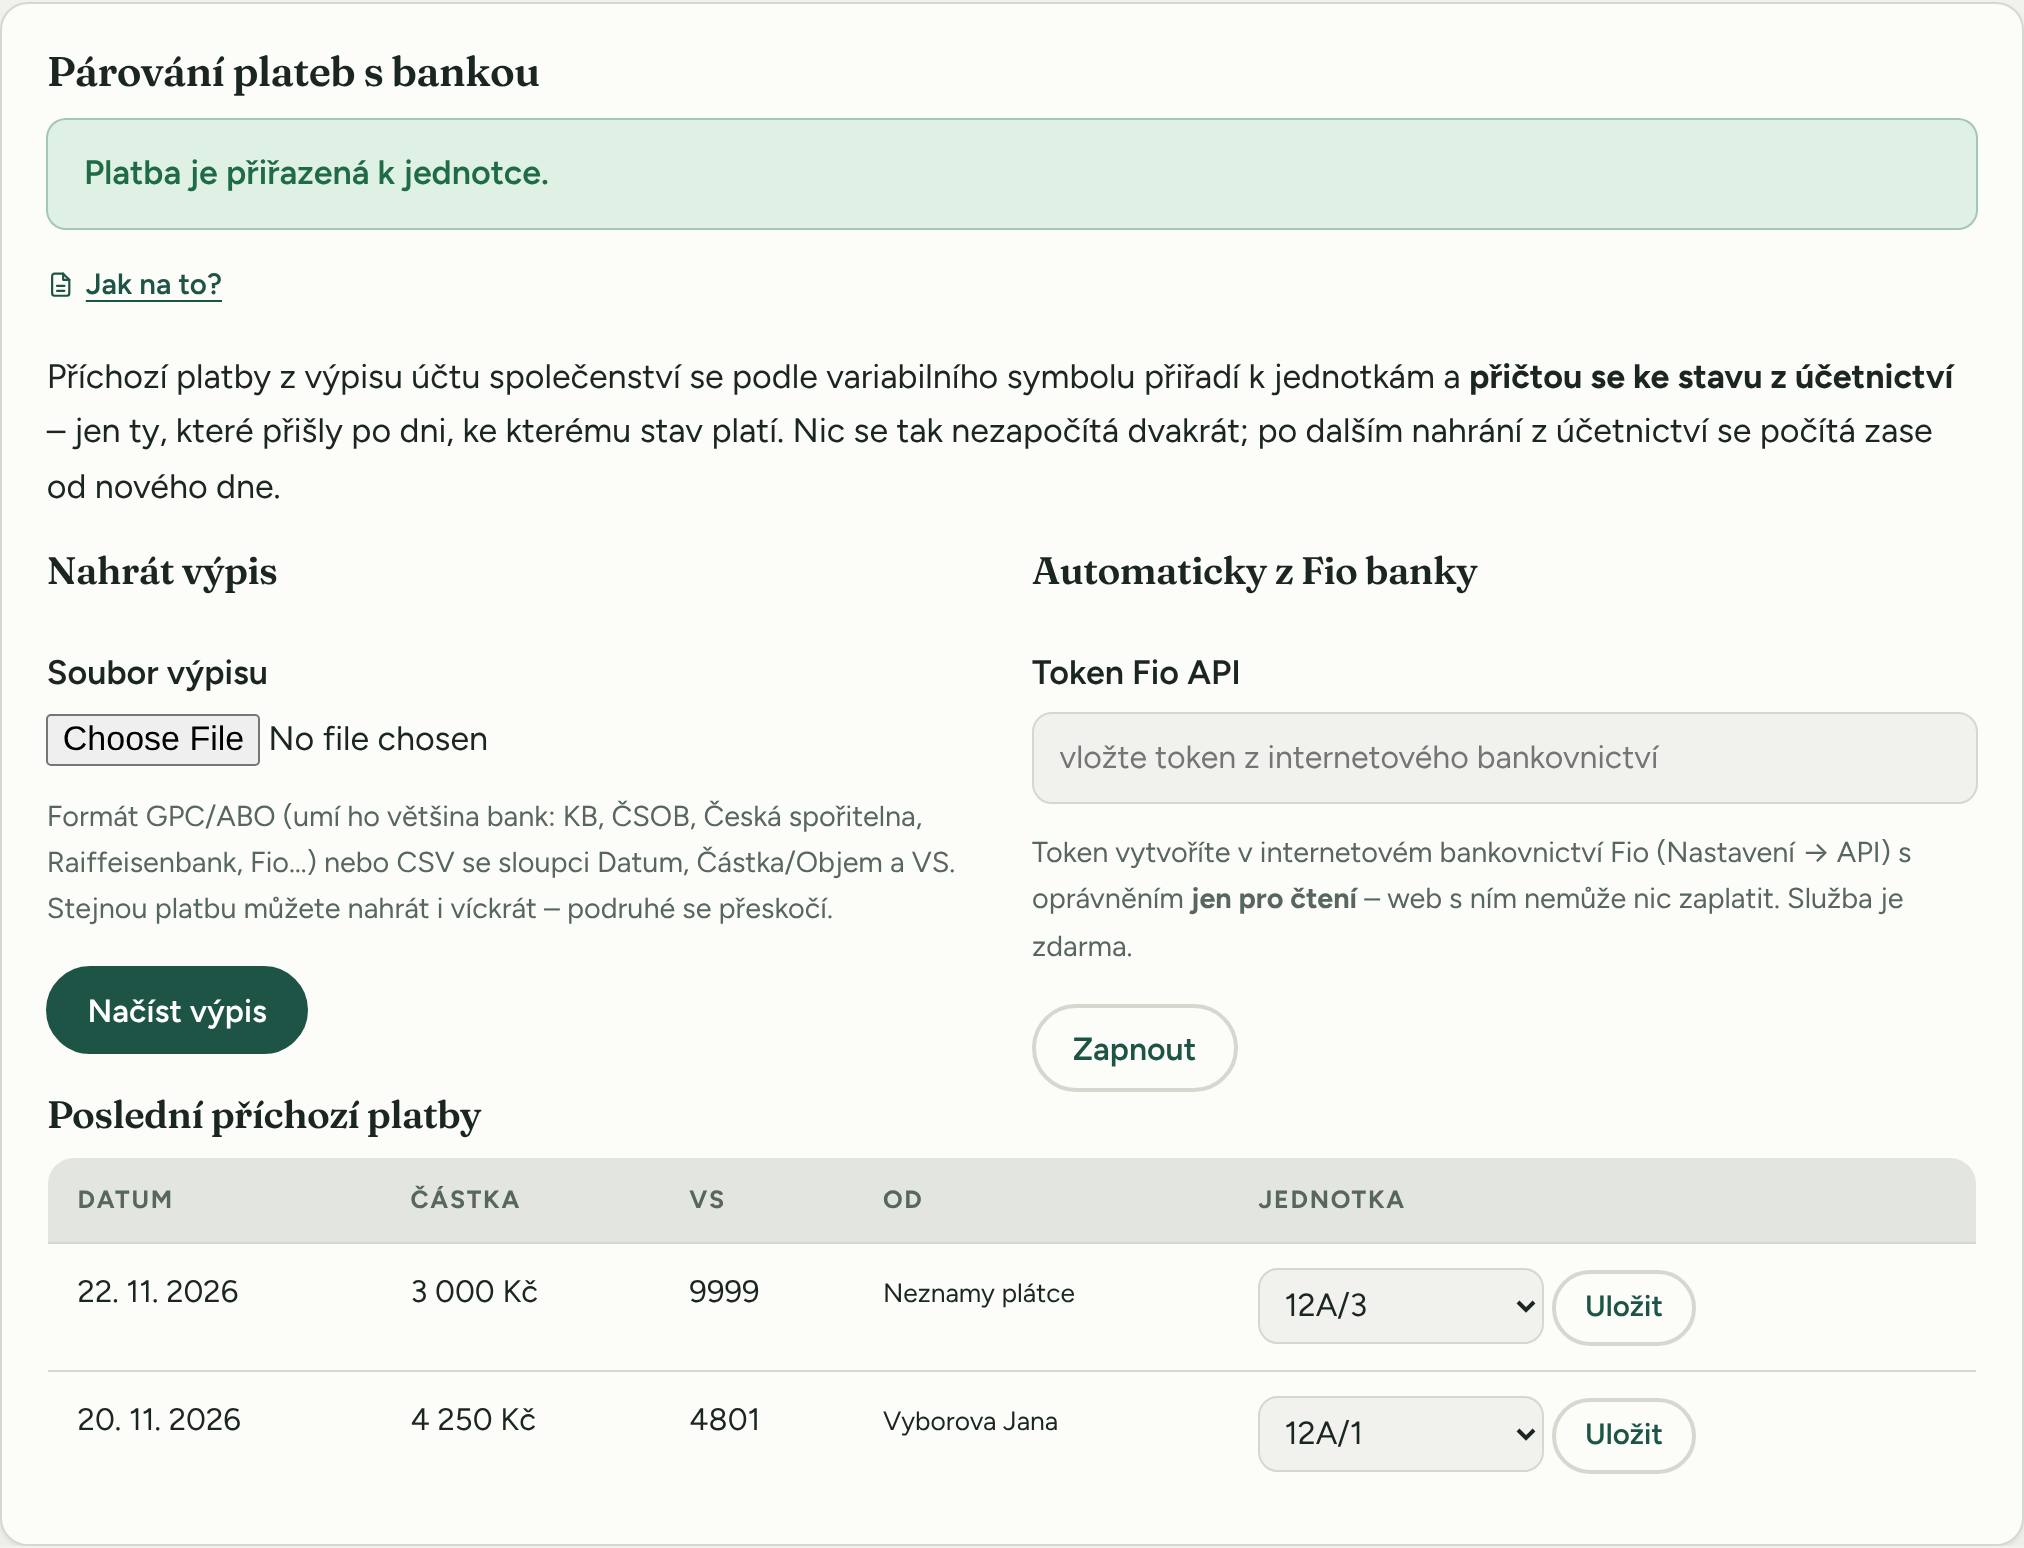 Párování plateb s bankou
Platba je přiřazená k jednotce.
Jak na to?
Příchozí platby z výpisu účtu společenství se podle variabilního symbolu přiřadí k jednotkám a přičtou se ke stavu z účetnictví
– jen ty, které přišly po dni, ke kterému stav platí. Nic se tak nezapočítá dvakrát; po dalším nahrání z účetnictví se počítá zase
od nového dne.
Nahrát výpis
Soubor výpisu
Choose File No file chosen
Formát GPC/ABO (umí ho většina bank: KB, ČSOB, Česká spořitelna,
Raiffeisenbank, Fio…) nebo CSV se sloupci Datum, Částka/Objem a VS.
Stejnou platbu můžete nahrát i víckrát – podruhé se přeskočí.
Načíst výpis
Automaticky z Fio banky
Token Fio API
vložte token z internetového bankovnictví
Token vytvoříte v internetovém bankovnictví Fio (Nastavení → API) s
oprávněním jen pro čtení – web s ním nemůže nic zaplatit. Služba je
zdarma.
Zapnout
Poslední příchozí platby
DATUM ČÁSTKA VS OD JEDNOTKA
22. 11. 2026 3 000 Kč 9999 Neznamy plátce 12A/3 Uložit
20. 11. 2026 4 250 Kč 4801 Vyborova Jana 12A/1 Uložit